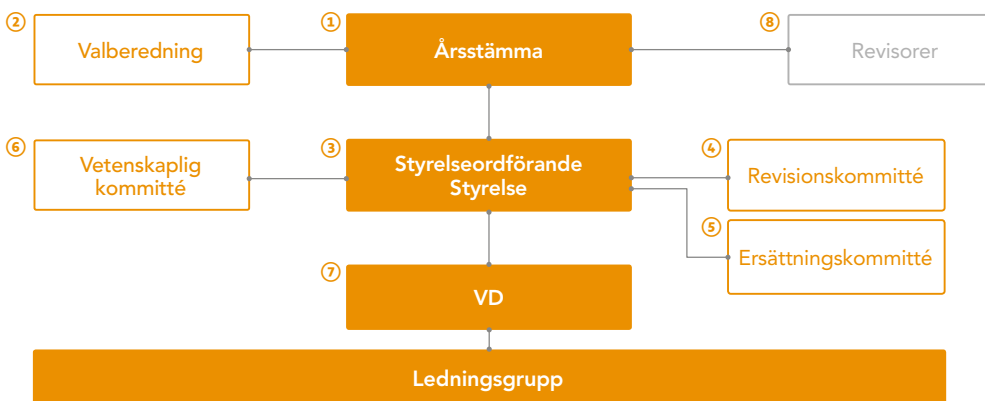 ② Valberedning
① Årsstämma
⑧ Revisorer
⑥ Vetenskaplig
kommitté
③ Styrelseordförande
Styrelse
④ Revisionskommitté
⑤ Ersättningskommitté
⑦ VD
Ledningsgrupp